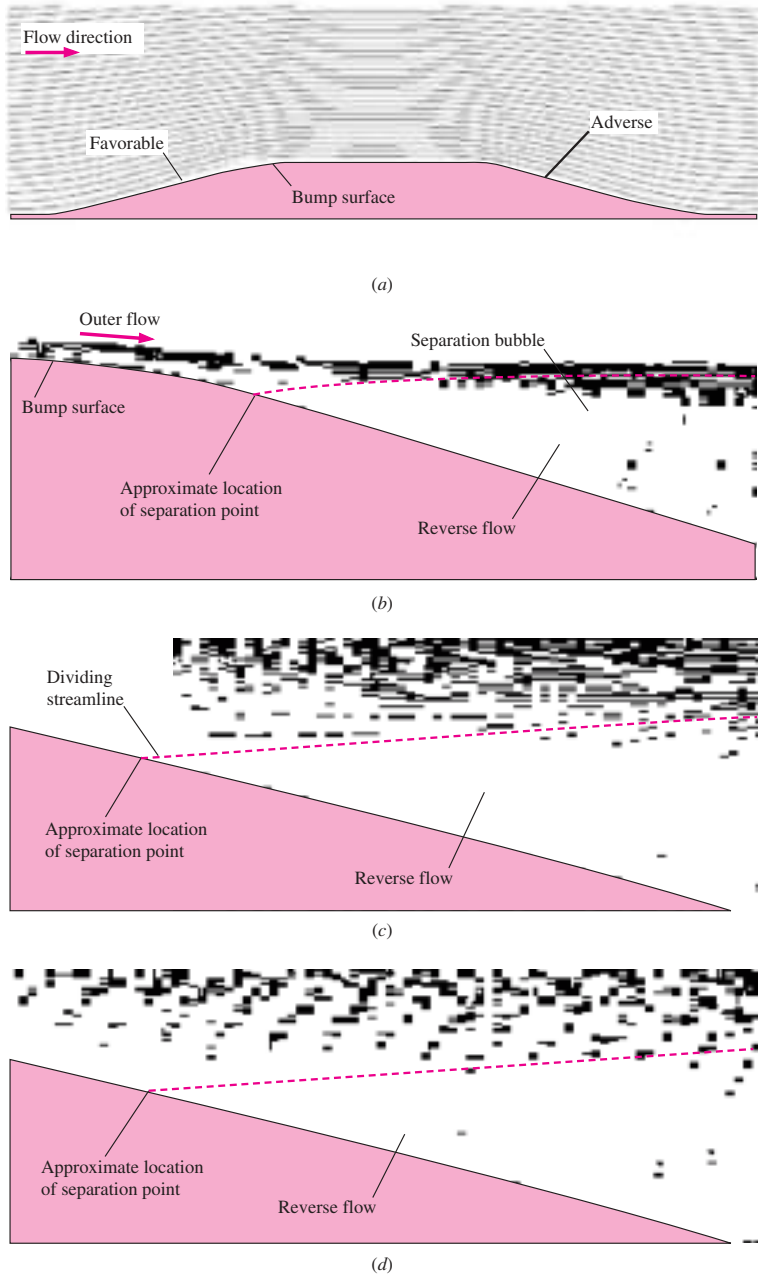 Flow direction
Favorable
Adverse
Bump surface
(a)
Outer flow
Separation bubble
Bump surface
Approximate location
of separation point
Reverse flow
(b)
Dividing
streamline
Approximate location
of separation point
Reverse flow
(c)
Approximate location
of separation point
Reverse flow
(d)